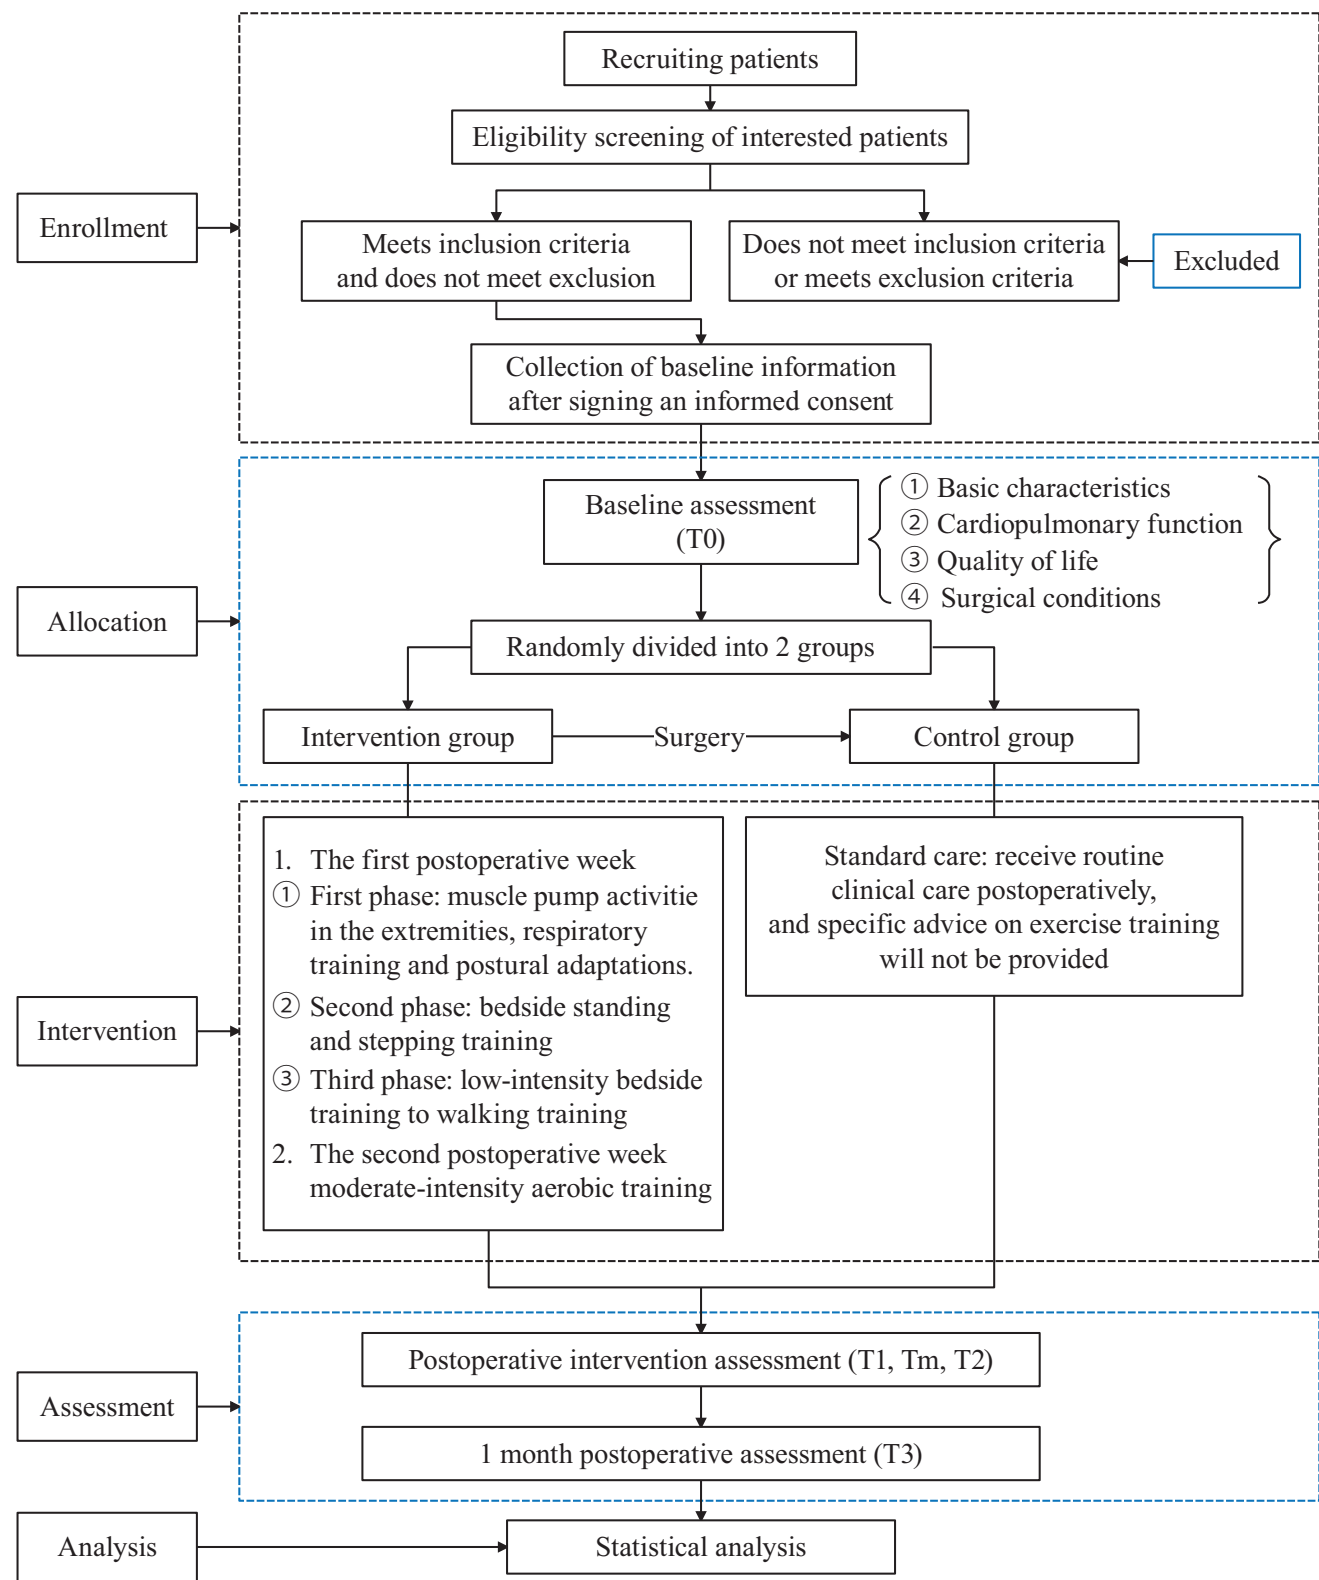 Recruiting patients
Eligibility screening of interested patients
Enrollment
Meets inclusion criteria
and does not meet exclusion
Does not meet inclusion criteria
or meets exclusion criteria
Excluded
Collection of baseline information
after signing an informed consent
Baseline assessment
(T0)
① Basic characteristics
② Cardiopulmonary function
③ Quality of life
④ Surgical conditions
Allocation
Randomly divided into 2 groups
Intervention group
Surgery
Control group
1. The first postoperative week
① First phase: muscle pump activitie
in the extremities, respiratory
training and postural adaptations.
② Second phase: bedside standing
and stepping training
③ Third phase: low-intensity bedside
training to walking training
2. The second postoperative week
moderate-intensity aerobic training
Standard care: receive routine
clinical care postoperatively,
and specific advice on exercise training
will not be provided
Intervention
Postoperative intervention assessment (T1, Tm, T2)
Assessment
1 month postoperative assessment (T3)
Analysis
Statistical analysis